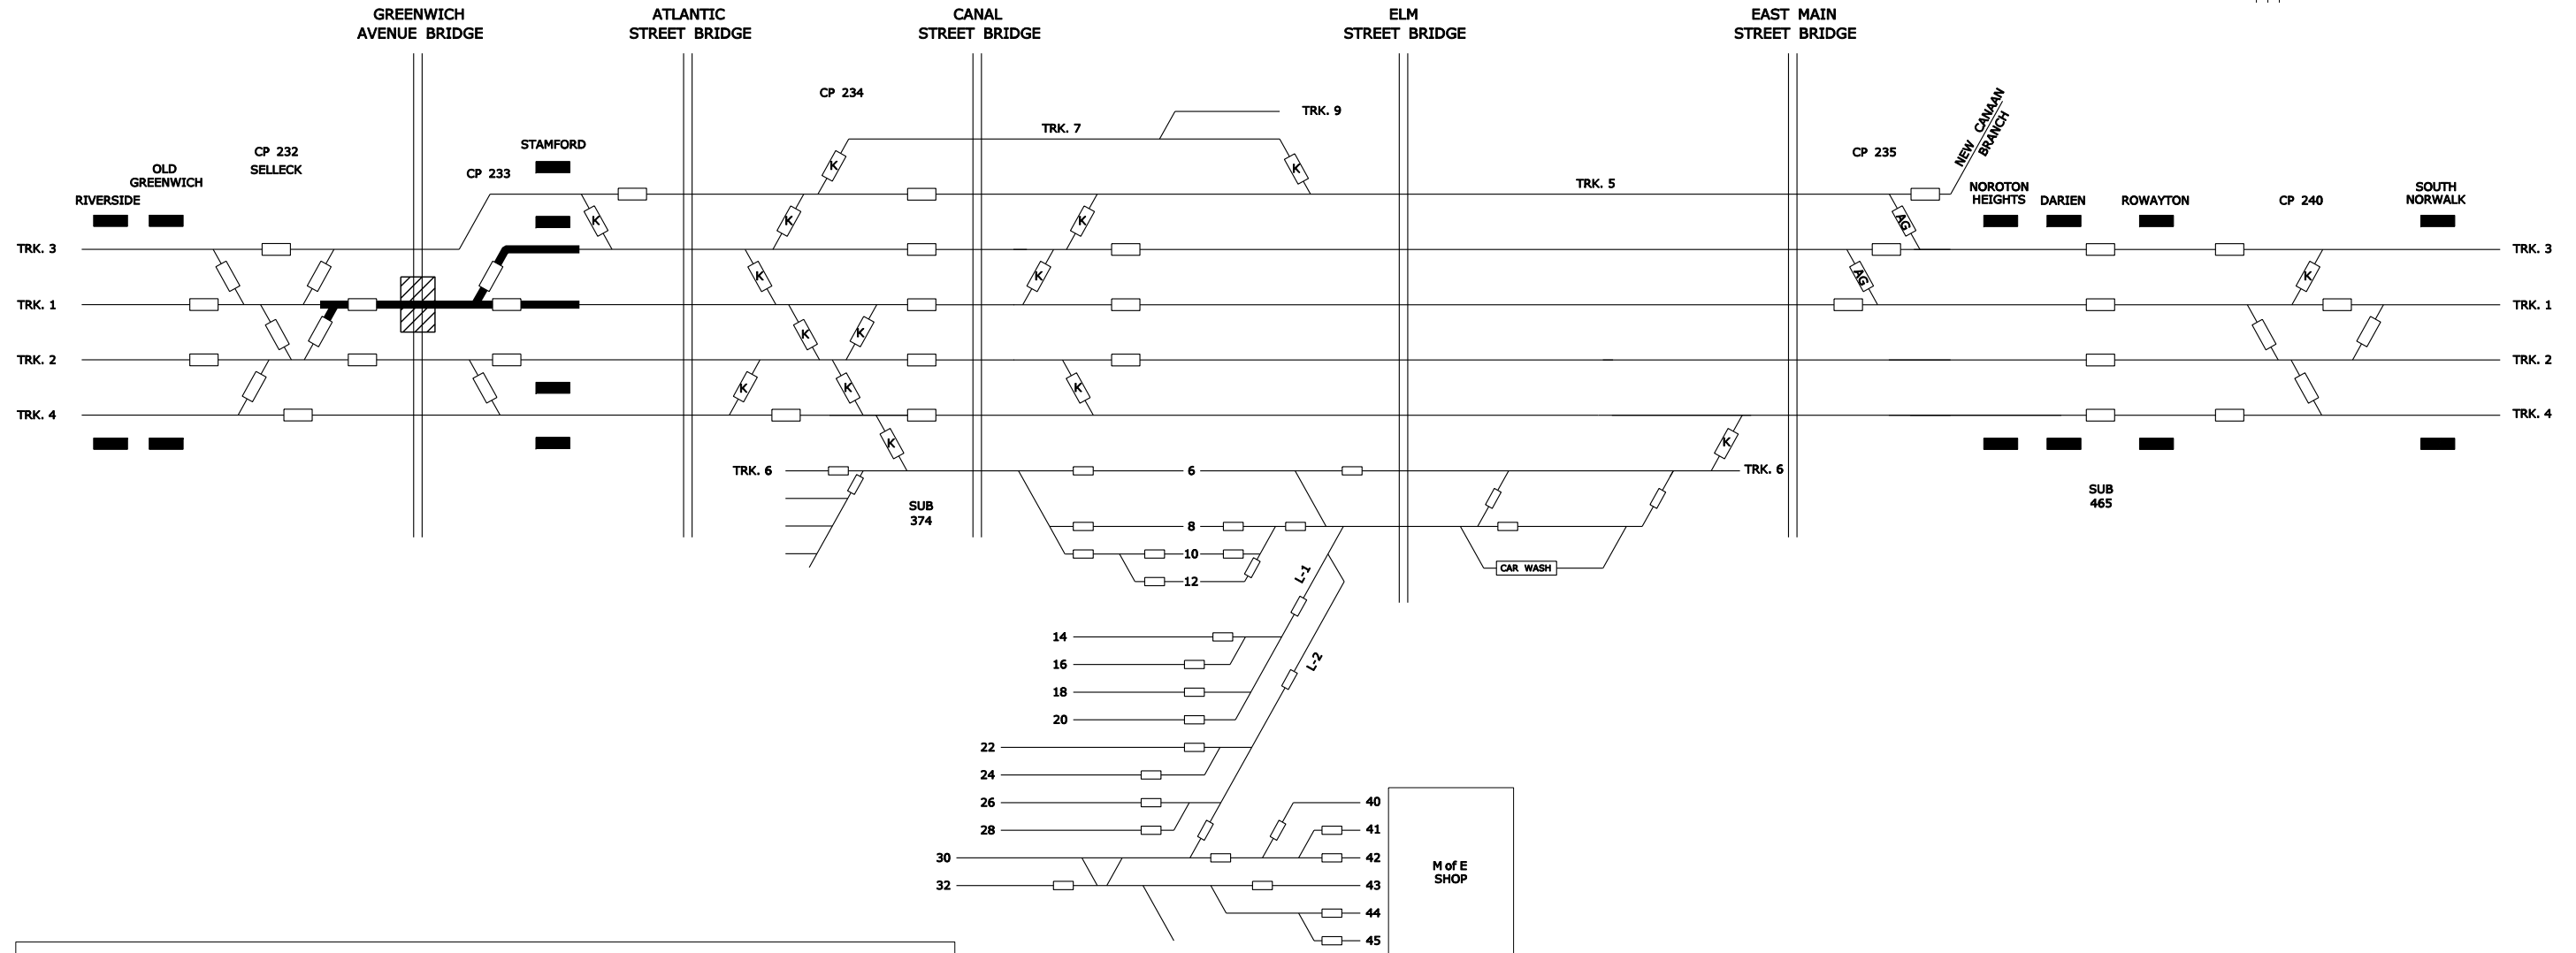 GREENWICH
AVENUE BRIDGE
ATLANTIC
STREET BRIDGE
CANAL
STREET BRIDGE
ELM
STREET BRIDGE
EAST MAIN
STREET BRIDGE
CP 234
TRK. 9
TRK. 7
NEW CANAAN
BRANCH
STAMFORD
CP 232
SELLECK
CP 233
CP 235
OLD
GREENWICH
RIVERSIDE
K
K
TRK. 5
NOROTON
HEIGHTS
DARIEN
ROWAYTON
CP 240
SOUTH
NORWALK
K
K
K
AG
TRK. 3
TRK. 3
K
K
AG
K
TRK. 1
TRK. 1
K
K
TRK. 2
TRK. 2
K
K
K
TRK. 4
TRK. 4
K
K
TRK. 6
6
TRK. 6
SUB
374
SUB
465
8
10
12
CAR WASH
L-1
14
16
L-2
18
20
22
24
26
28
30
32
40
41
42
43
44
45
M of E
SHOP